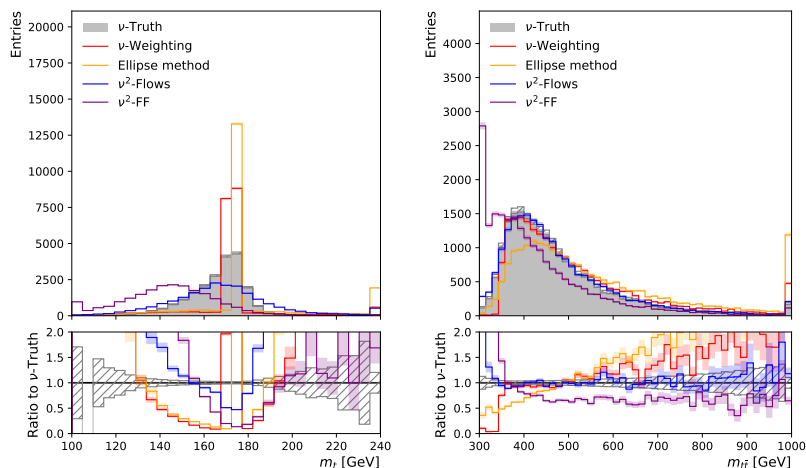 Entries
20000
17500
15000
12500
10000
7500
5000
2500
0
ν-Truth
ν-Weighting
Ellipse method
ν²-Flows
ν²-FF
Ratio to ν-Truth
2.0
1.5
1.0
0.5
0.0
100 120 140 160 180 200 220 240
m_t [GeV]
Entries
4000
3500
3000
2500
2000
1500
1000
500
0
ν-Truth
ν-Weighting
Ellipse method
ν²-Flows
ν²-FF
Ratio to ν-Truth
2.0
1.5
1.0
0.5
0.0
300 400 500 600 700 800 900 1000
m_{tt̄} [GeV]